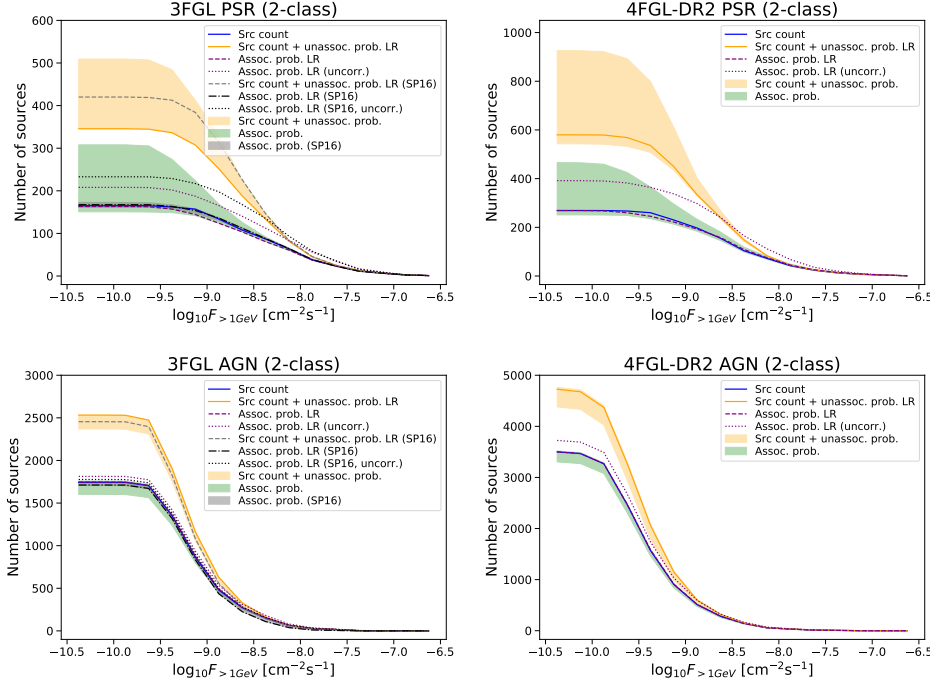 3FGL PSR (2-class)
600
500
400
300
200
100
0
Number of sources
Src count
Src count + unassoc. prob. LR
Assoc. prob. LR
Assoc. prob. LR (uncorr.)
Src count + unassoc. prob. LR (SP16)
Assoc. prob. LR (SP16)
Assoc. prob. LR (SP16, uncorr.)
Src count + unassoc. prob.
Assoc. prob.
Assoc. prob. (SP16)
−10.5 −10.0 −9.5 −9.0 −8.5 −8.0 −7.5 −7.0 −6.5
log10F>1GeV [cm−2s−1]
4FGL-DR2 PSR (2-class)
1000
800
600
400
200
0
Number of sources
Src count
Src count + unassoc. prob. LR
Assoc. prob. LR
Assoc. prob. LR (uncorr.)
Src count + unassoc. prob.
Assoc. prob.
−10.5 −10.0 −9.5 −9.0 −8.5 −8.0 −7.5 −7.0 −6.5
log10F>1GeV [cm−2s−1]
3FGL AGN (2-class)
3000
2500
2000
1500
1000
500
0
Number of sources
Src count
Src count + unassoc. prob. LR
Assoc. prob. LR
Assoc. prob. LR (uncorr.)
Src count + unassoc. prob. LR (SP16)
Assoc. prob. LR (SP16)
Assoc. prob. LR (SP16, uncorr.)
Src count + unassoc. prob.
Assoc. prob.
Assoc. prob. (SP16)
−10.5 −10.0 −9.5 −9.0 −8.5 −8.0 −7.5 −7.0 −6.5
log10F>1GeV [cm−2s−1]
4FGL-DR2 AGN (2-class)
5000
4000
3000
2000
1000
0
Number of sources
Src count
Src count + unassoc. prob. LR
Assoc. prob. LR
Assoc. prob. LR (uncorr.)
Src count + unassoc. prob.
Assoc. prob.
−10.5 −10.0 −9.5 −9.0 −8.5 −8.0 −7.5 −7.0 −6.5
log10F>1GeV [cm−2s−1]